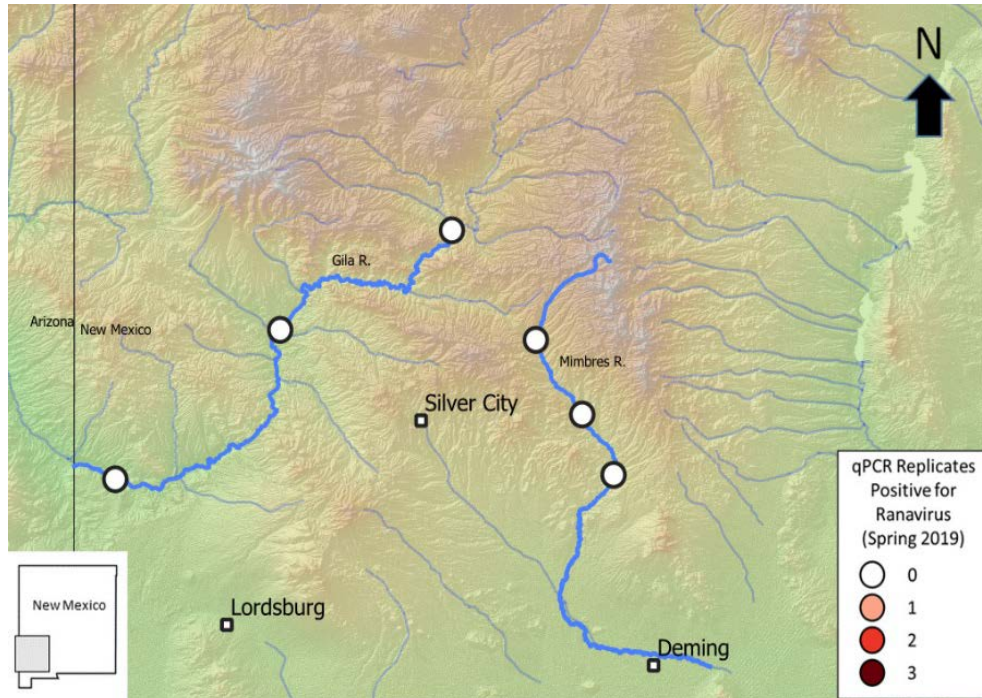 N
Gila R.
Arizona
New Mexico
Mimbres R.
Silver City
Lordsburg
Deming
New Mexico
qPCR Replicates
Positive for
Ranavirus
(Spring 2019)
0
1
2
3